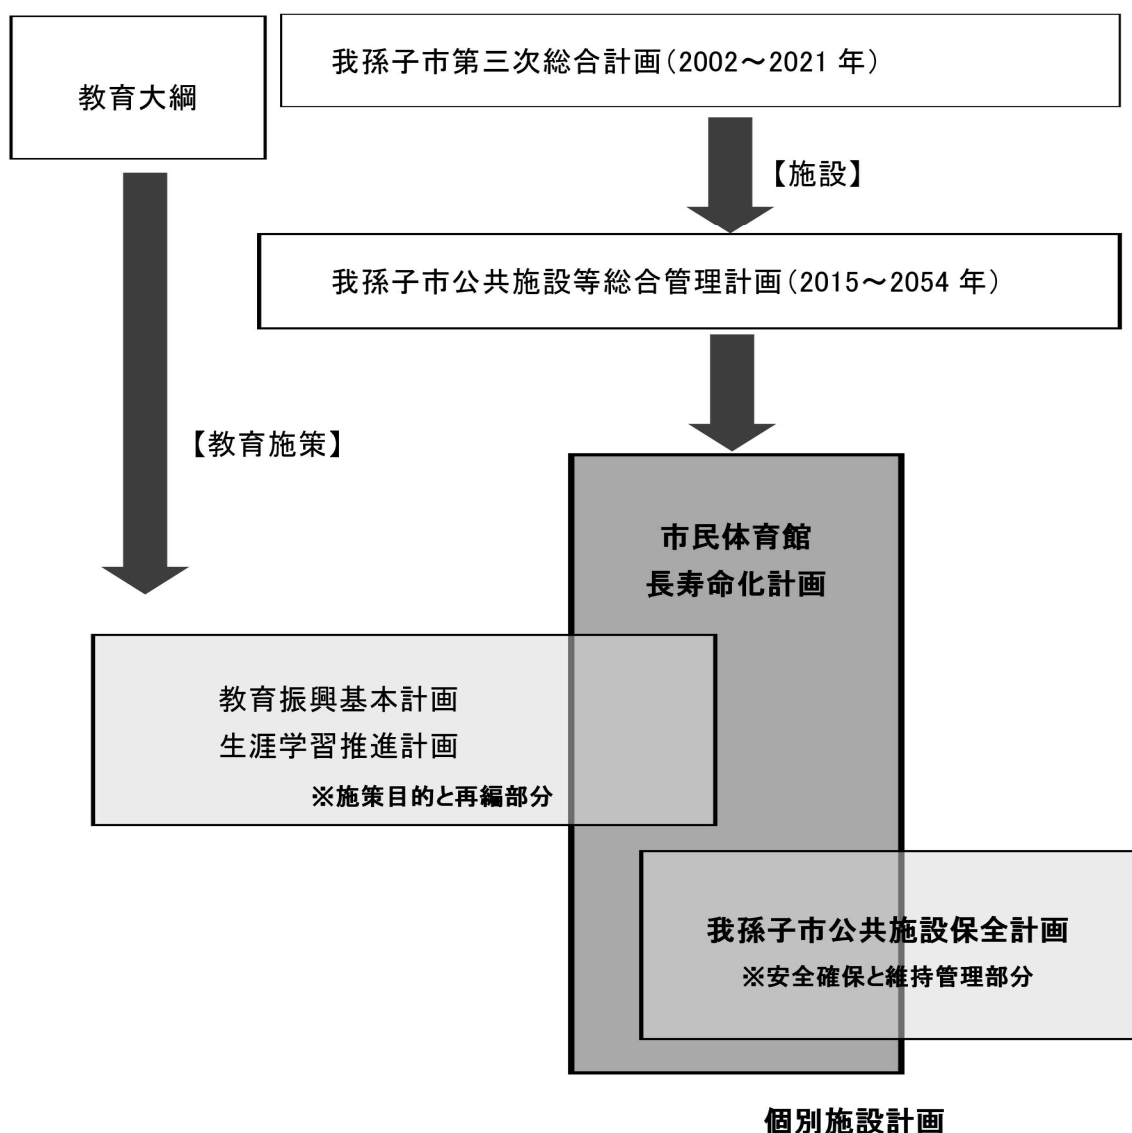 教育大綱
我孫子市第三次総合計画(2002～2021 年)
【施設】
我孫子市公共施設等総合管理計画(2015～2054 年)
【教育施策】
市民体育館
長寿命化計画
教育振興基本計画
生涯学習推進計画
※施策目的と再編部分
我孫子市公共施設保全計画
※安全確保と維持管理部分
個別施設計画